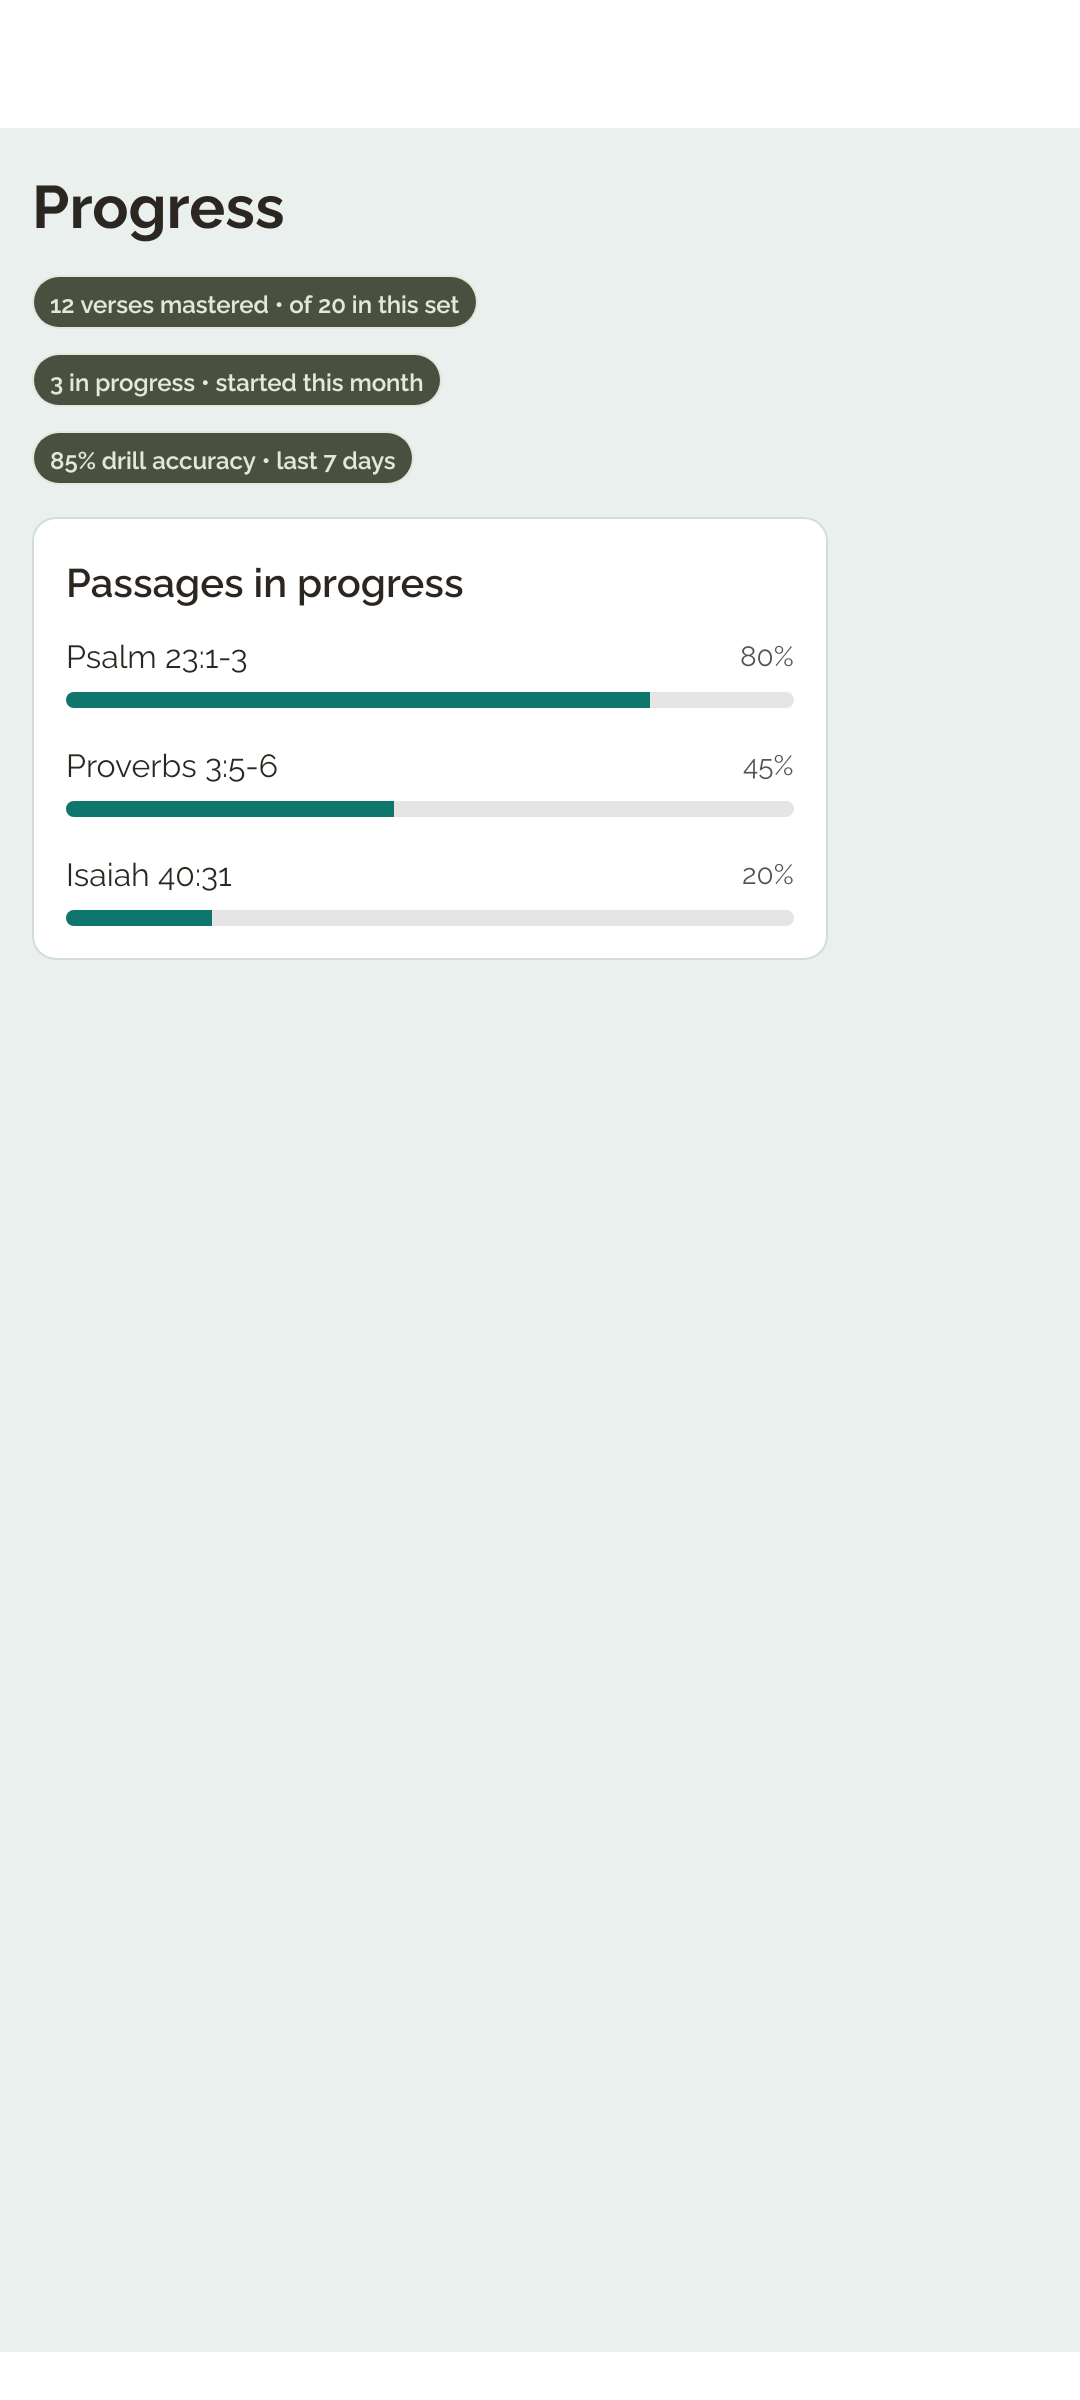 Progress
12 verses mastered • of 20 in this set
3 in progress • started this month
85% drill accuracy • last 7 days
Passages in progress
Psalm 23:1-3 80%
Proverbs 3:5-6 45%
Isaiah 40:31 20%